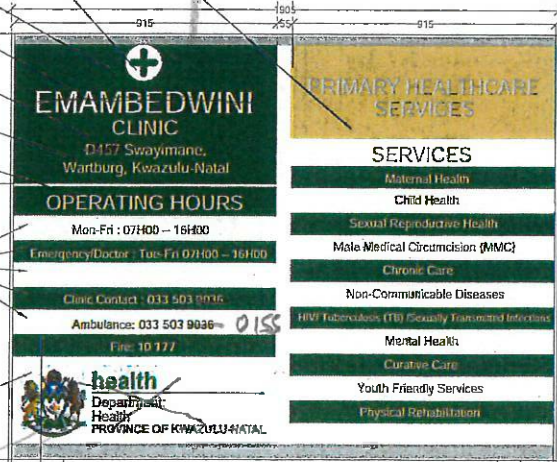 1905
915
55
915
EMAMBEDWINI
CLINIC
D457 Swayimane,
Wartburg, Kwazulu-Natal
OPERATING HOURS
Mon-Fri : 07H00 – 16H00
Emergency/Doctor : Tue-Fri 07H00 – 16H00
Clinic Contact : 033 503 9036
Ambulance: 033 503 9036 0155
Fire: 10 177
health
Department:
Health
PROVINCE OF KWAZULU-NATAL
PRIMARY HEALTHCARE
SERVICES
SERVICES
Maternal Health
Child Health
Sexual Reproductive Health
Male Medical Circumcision (MMC)
Chronic Care
Non-Communicable Diseases
HIV/ Tuberculosis (TB) /Sexually Transmitted Infections
Mental Health
Curative Care
Youth Friendly Services
Physical Rehabilitation